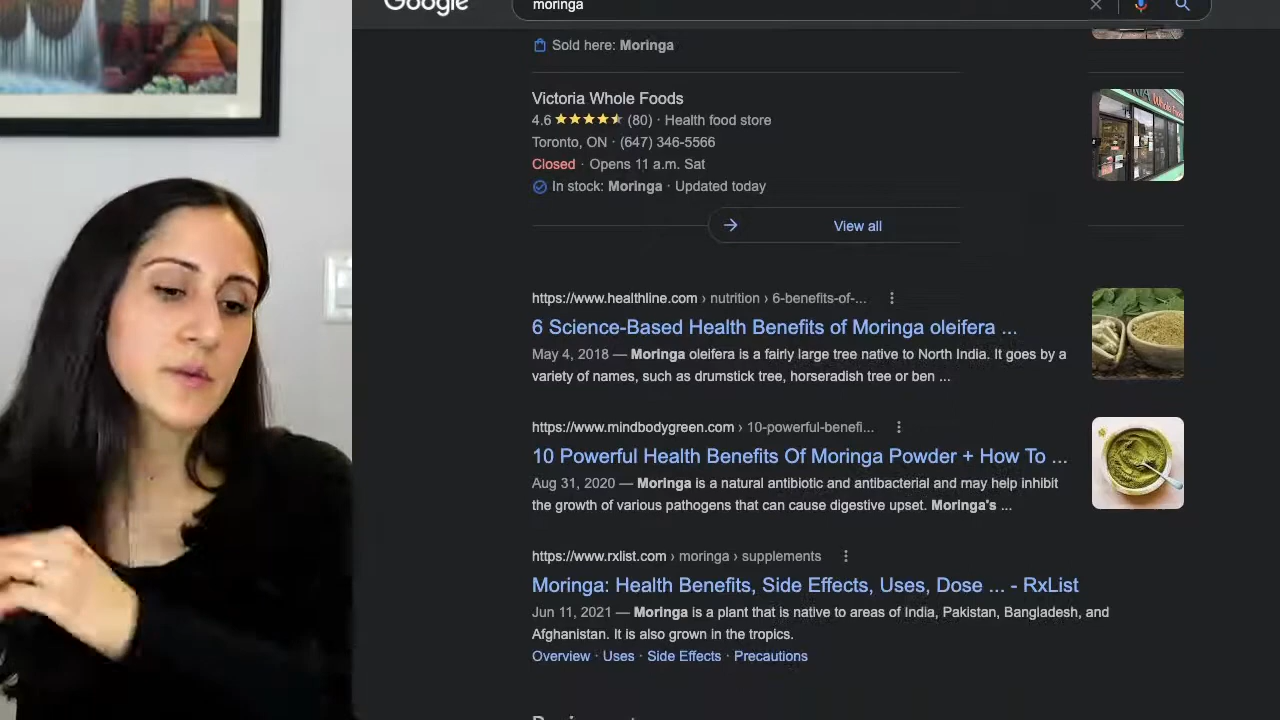 Google
moringa
Sold here: Moringa
Victoria Whole Foods
4.6 (80) · Health food store
Toronto, ON · (647) 346-5566
Closed · Opens 11 a.m. Sat
In stock: Moringa · Updated today
View all
https://www.healthline.com › nutrition › 6-benefits-of-...
6 Science-Based Health Benefits of Moringa oleifera ...
May 4, 2018 — Moringa oleifera is a fairly large tree native to North India. It goes by a
variety of names, such as drumstick tree, horseradish tree or ben ...
https://www.mindbodygreen.com › 10-powerful-benefi...
10 Powerful Health Benefits Of Moringa Powder + How To ...
Aug 31, 2020 — Moringa is a natural antibiotic and antibacterial and may help inhibit
the growth of various pathogens that can cause digestive upset. Moringa's ...
https://www.rxlist.com › moringa › supplements
Moringa: Health Benefits, Side Effects, Uses, Dose ... - RxList
Jun 11, 2021 — Moringa is a plant that is native to areas of India, Pakistan, Bangladesh, and
Afghanistan. It is also grown in the tropics.
Overview · Uses · Side Effects · Precautions